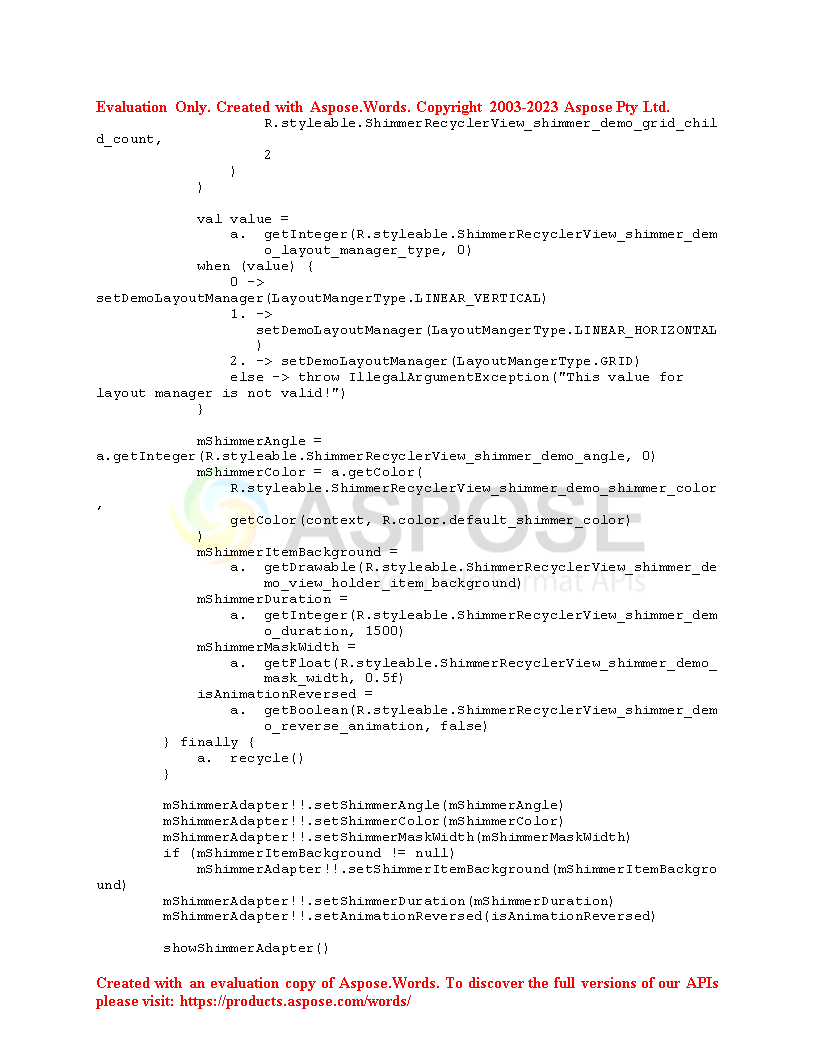 Evaluation Only. Created with Aspose.Words. Copyright 2003-2023 Aspose Pty Ltd.
R.styleable.ShimmerRecyclerView_shimmer_demo_grid_chil
d_count,
2
)
)
val value =
a. getInteger(R.styleable.ShimmerRecyclerView_shimmer_dem
o_layout_manager_type, 0)
when (value) {
0 ->
setDemoLayoutManager(LayoutMangerType.LINEAR_VERTICAL)
1. ->
setDemoLayoutManager(LayoutMangerType.LINEAR_HORIZONTAL
)
2. -> setDemoLayoutManager(LayoutMangerType.GRID)
else -> throw IllegalArgumentException("This value for
layout manager is not valid!")
}
mShimmerAngle =
a.getInteger(R.styleable.ShimmerRecyclerView_shimmer_demo_angle, 0)
mShimmerColor = a.getColor(
R.styleable.ShimmerRecyclerView_shimmer_demo_shimmer_color
,
getColor(context, R.color.default_shimmer_color)
)
ASPOSE
mShimmerItemBackground =
a. getDrawable(R.styleable.ShimmerRecyclerView_shimmer_de
mo_view_holder_item_background)
Format APIs
mShimmerDuration =
a. getInteger(R.styleable.ShimmerRecyclerView_shimmer_dem
o_duration, 1500)
mShimmerMaskWidth =
a. getFloat(R.styleable.ShimmerRecyclerView_shimmer_demo_
mask_width, 0.5f)
isAnimationReversed =
a. getBoolean(R.styleable.ShimmerRecyclerView_shimmer_dem
o_reverse_animation, false)
} finally {
a. recycle()
}
mShimmerAdapter!!.setShimmerAngle(mShimmerAngle)
mShimmerAdapter!!.setShimmerColor(mShimmerColor)
mShimmerAdapter!!.setShimmerMaskWidth(mShimmerMaskWidth)
if (mShimmerItemBackground != null)
mShimmerAdapter!!.setShimmerItemBackground(mShimmerItemBackgro
und)
mShimmerAdapter!!.setShimmerDuration(mShimmerDuration)
mShimmerAdapter!!.setAnimationReversed(isAnimationReversed)
showShimmerAdapter()
Created with an evaluation copy of Aspose.Words. To discover the full versions of our APIs
please visit: https://products.aspose.com/words/